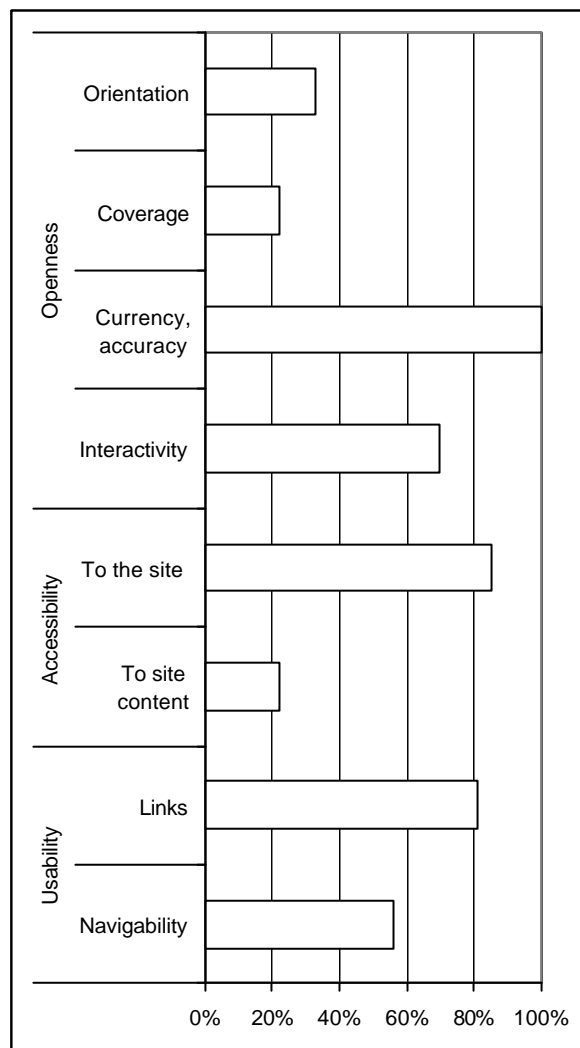 Openness
Orientation
Coverage
Currency,
accuracy
Interactivity
Accessibility
To the site
To site
content
Usability
Links
Navigability
0% 20% 40% 60% 80% 100%